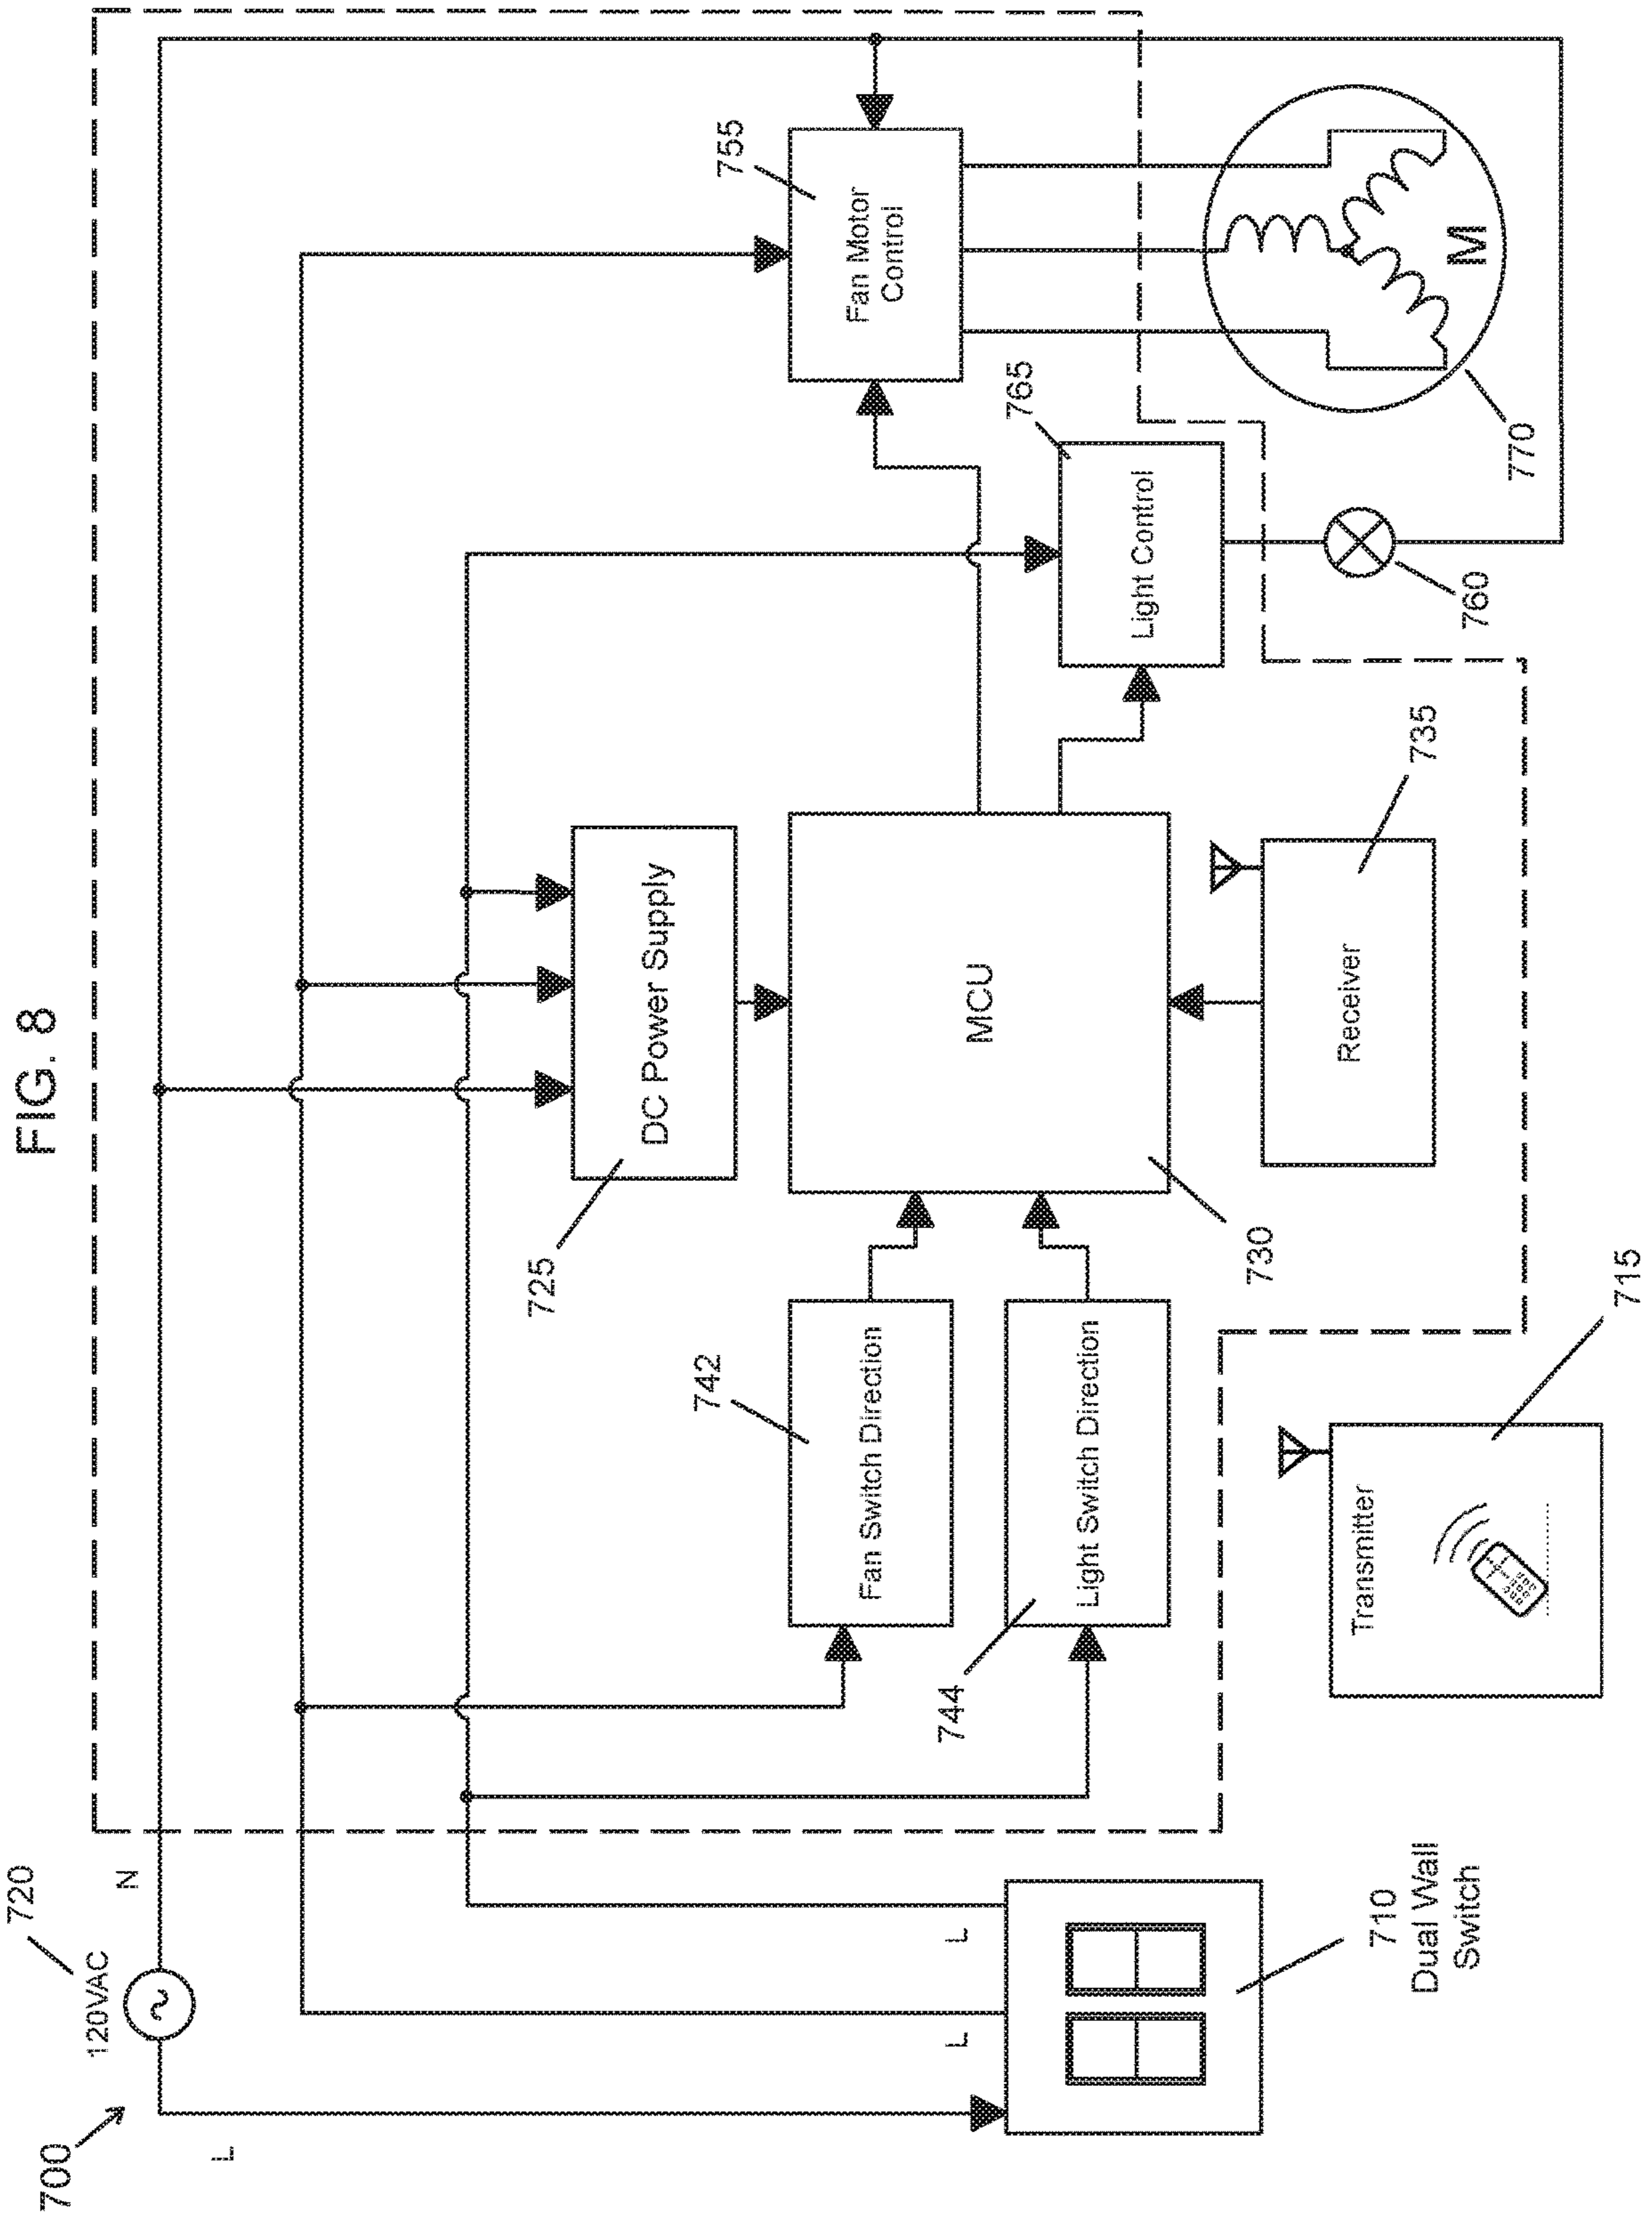 FIG. 8
700
720
120VAC
N
L
L
L
710
Dual Wall
Switch
742
Fan Switch Direction
744
Light Switch Direction
725
DC Power Supply
MCU
730
Receiver
735
Transmitter
715
755
Fan Motor
Control
765
Light Control
760
M
770